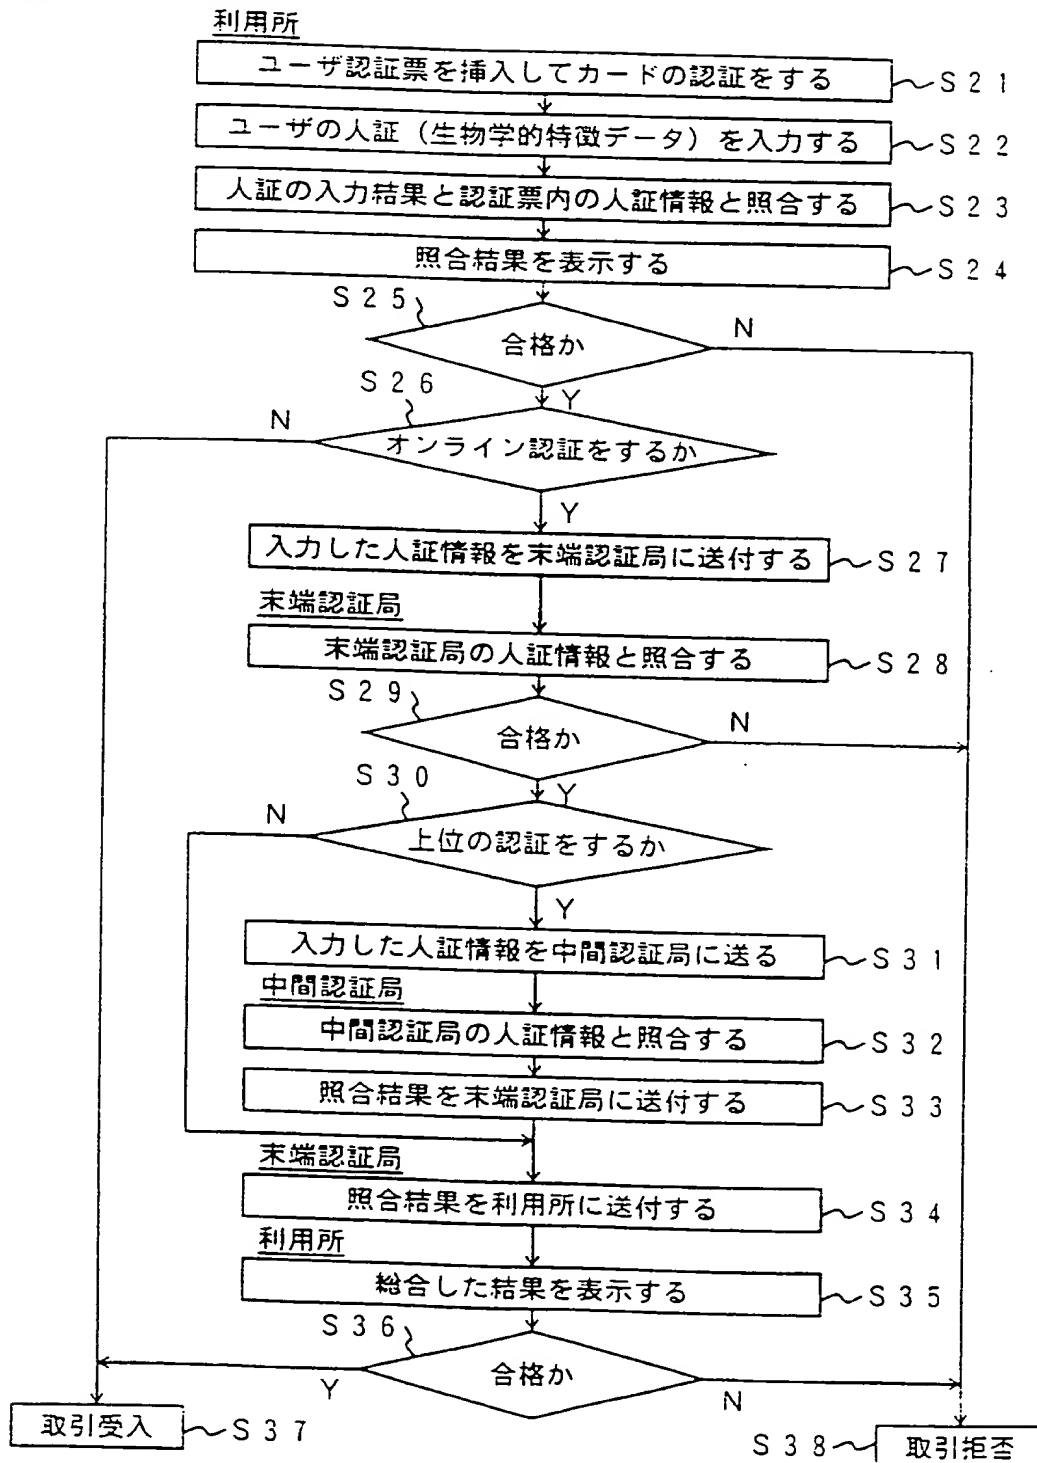 利用所
ユーザ認証票を挿入してカードの認証をする
S21
ユーザの人証（生物学的特徴データ）を入力する
S22
人証の入力結果と認証票内の人証情報と照合する
S23
照合結果を表示する
S24
S25
合格か
N
Y
S26
オンライン認証をするか
N
Y
入力した人証情報を末端認証局に送付する
S27
末端認証局
末端認証局の人証情報と照合する
S28
S29
合格か
N
Y
S30
上位の認証をするか
N
Y
入力した人証情報を中間認証局に送る
S31
中間認証局
中間認証局の人証情報と照合する
S32
照合結果を末端認証局に送付する
S33
末端認証局
照合結果を利用所に送付する
S34
利用所
総合した結果を表示する
S35
S36
合格か
Y
N
取引受入
S37
S38
取引拒否